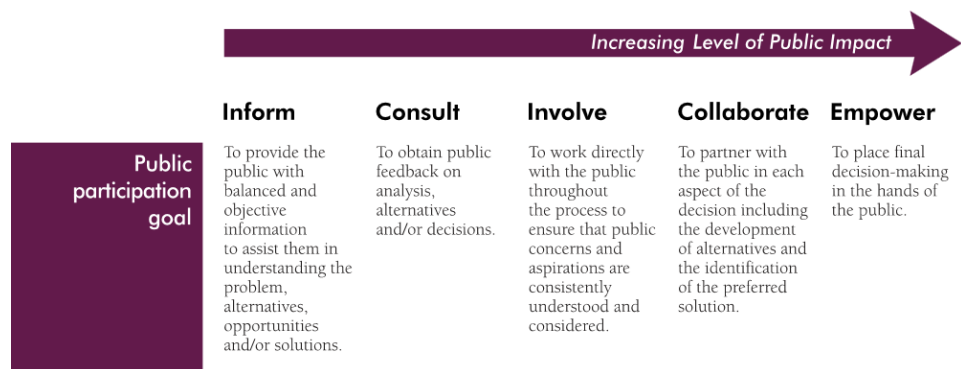 Increasing Level of Public Impact
Inform
Consult
Involve
Collaborate
Empower
Public
participation
goal
To provide the
public with
balanced and
objective
information
to assist them in
understanding the
problem,
alternatives,
opportunities
and/or solutions.
To obtain public
feedback on
analysis,
alternatives
and/or decisions.
To work directly
with the public
throughout
the process to
ensure that public
concerns and
aspirations are
consistently
understood and
considered.
To partner with
the public in each
aspect of the
decision including
the development
of alternatives and
the identification
of the preferred
solution.
To place final
decision-making
in the hands of
the public.